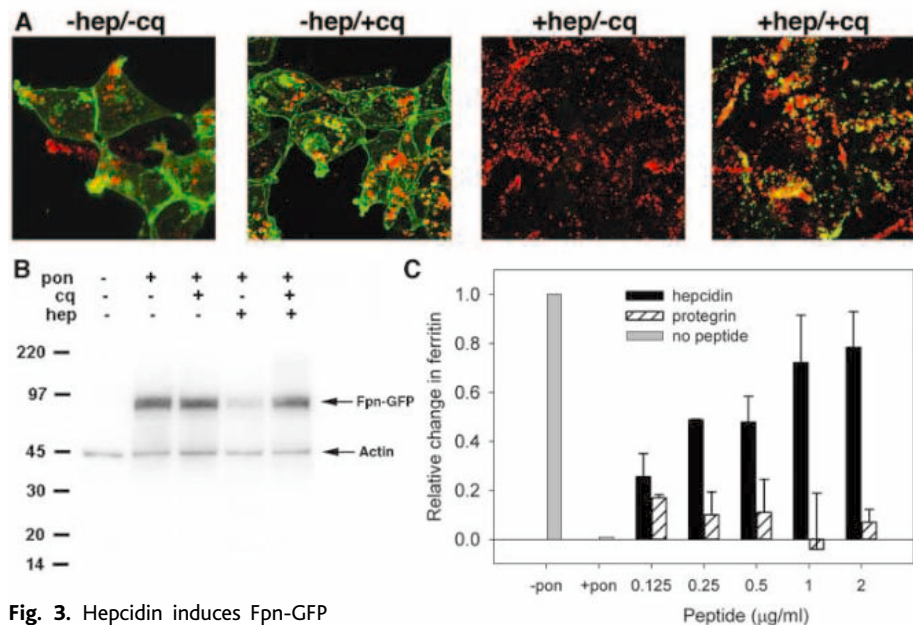 A
-hep/-cq
-hep/+cq
+hep/-cq
+hep/+cq
B
pon - + + + +
cq - - + - +
hep - - - + +
220
97
45
30
20
14
Fpn-GFP
Actin
C
Relative change in ferritin
1.0
0.8
0.6
0.4
0.2
0.0
hepcidin
protegrin
no peptide
-pon +pon 0.125 0.25 0.5 1 2
Peptide (µg/ml)
Fig. 3. Hepcidin induces Fpn-GFP